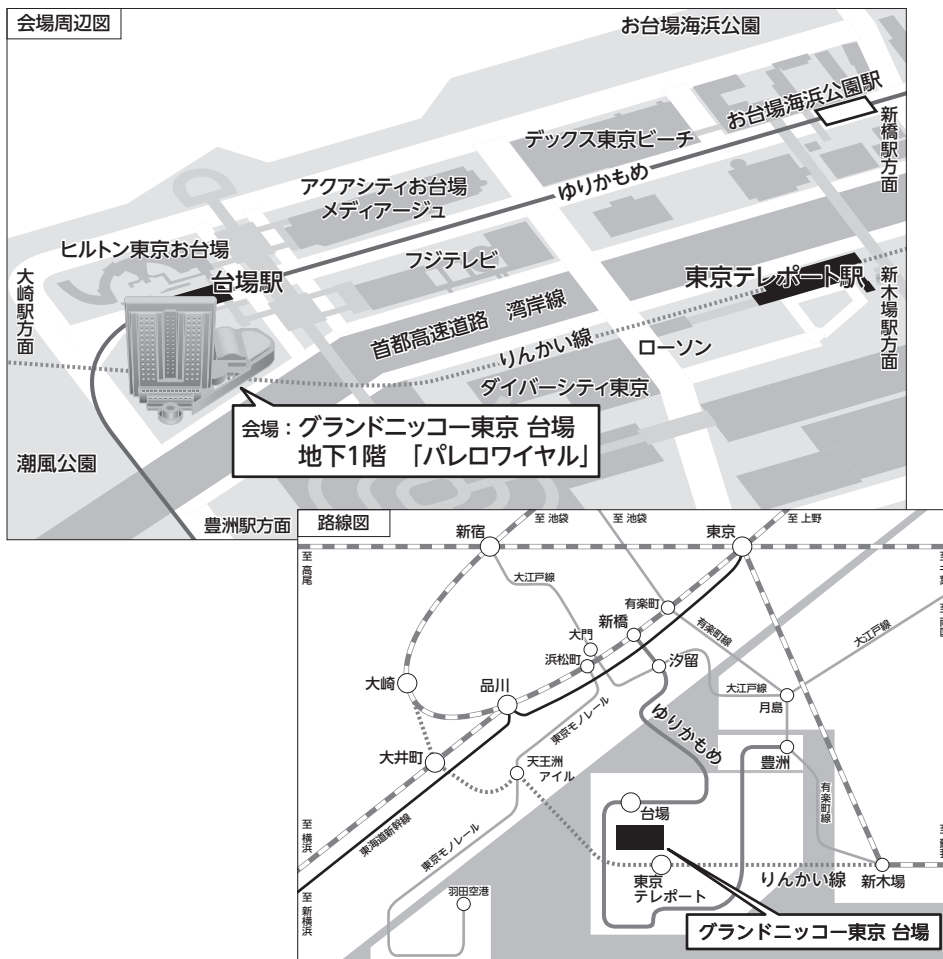 会場周辺図
お台場海浜公園
お台場海浜公園駅
新橋駅方面
デックス東京ビーチ
ゆりかもめ
アクアシティお台場
メディアージュ
ヒルトン東京お台場
台場駅
フジテレビ
東京テレポート駅
新木場駅方面
大崎駅方面
首都高速道路 湾岸線
りんかい線
ローソン
ダイバーシティ東京
会場：グランドニッコー東京 台場
地下1階 「パレロワイヤル」
潮風公園
豊洲駅方面
路線図
至 池袋
至 池袋
至 上野
新宿
東京
至 高尾
大江戸線
有楽町
新橋
有楽町線
大江戸線
大門
浜松町
汐留
大崎
品川
大江戸線
月島
ゆりかもめ
東京モノレール
大井町
天王洲
アイル
豊洲
有楽町線
台場
至 横浜
東海道新幹線
東京モノレール
東京
テレポート
りんかい線
新木場
至 新横浜
羽田空港
グランドニッコー東京 台場